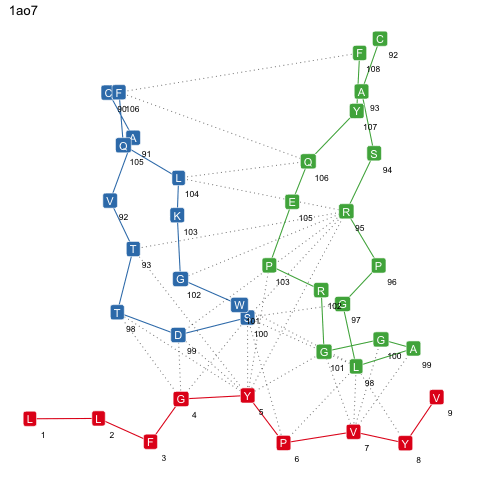 1ao7
C
92
F
108
C
F
90
106
A
93
Y
107
A
91
Q
105
S
94
Q
106
L
104
V
92
E
105
R
95
K
103
T
93
P
103
P
96
G
102
R
102
W
101
S
100
G
97
T
98
D
99
G
101
G
100
A
99
L
98
G
4
Y
5
V
9
L
1
L
2
F
3
P
6
V
7
Y
8